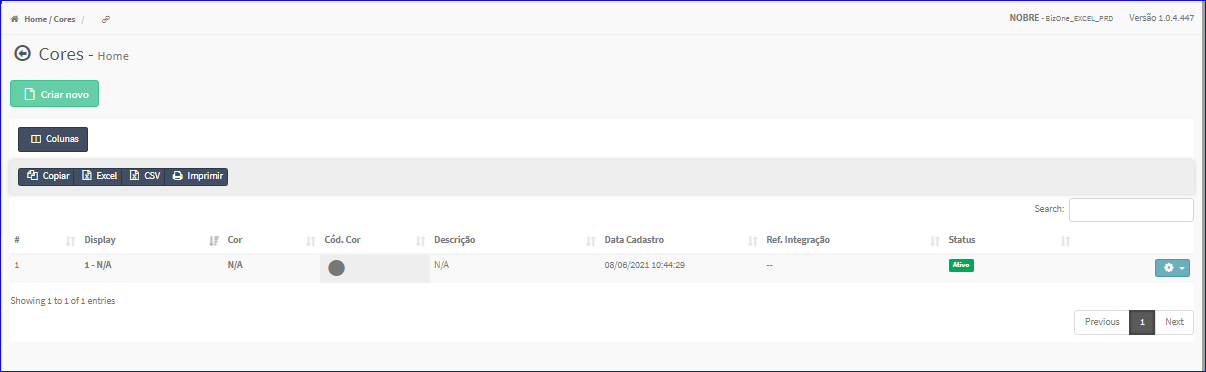 Home / Cores /
NOBRE - BizOne_EXCEL_PRD Versão 1.0.4.447
Cores - Home
Criar novo
Colunas
Copiar Excel CSV Imprimir
Search:
# Display Cor Cód. Cor Descrição Data Cadastro Ref. Integração Status
1 1 - N/A N/A N/A 08/06/2021 10:44:29 -- Ativo
Showing 1 to 1 of 1 entries
Previous 1 Next